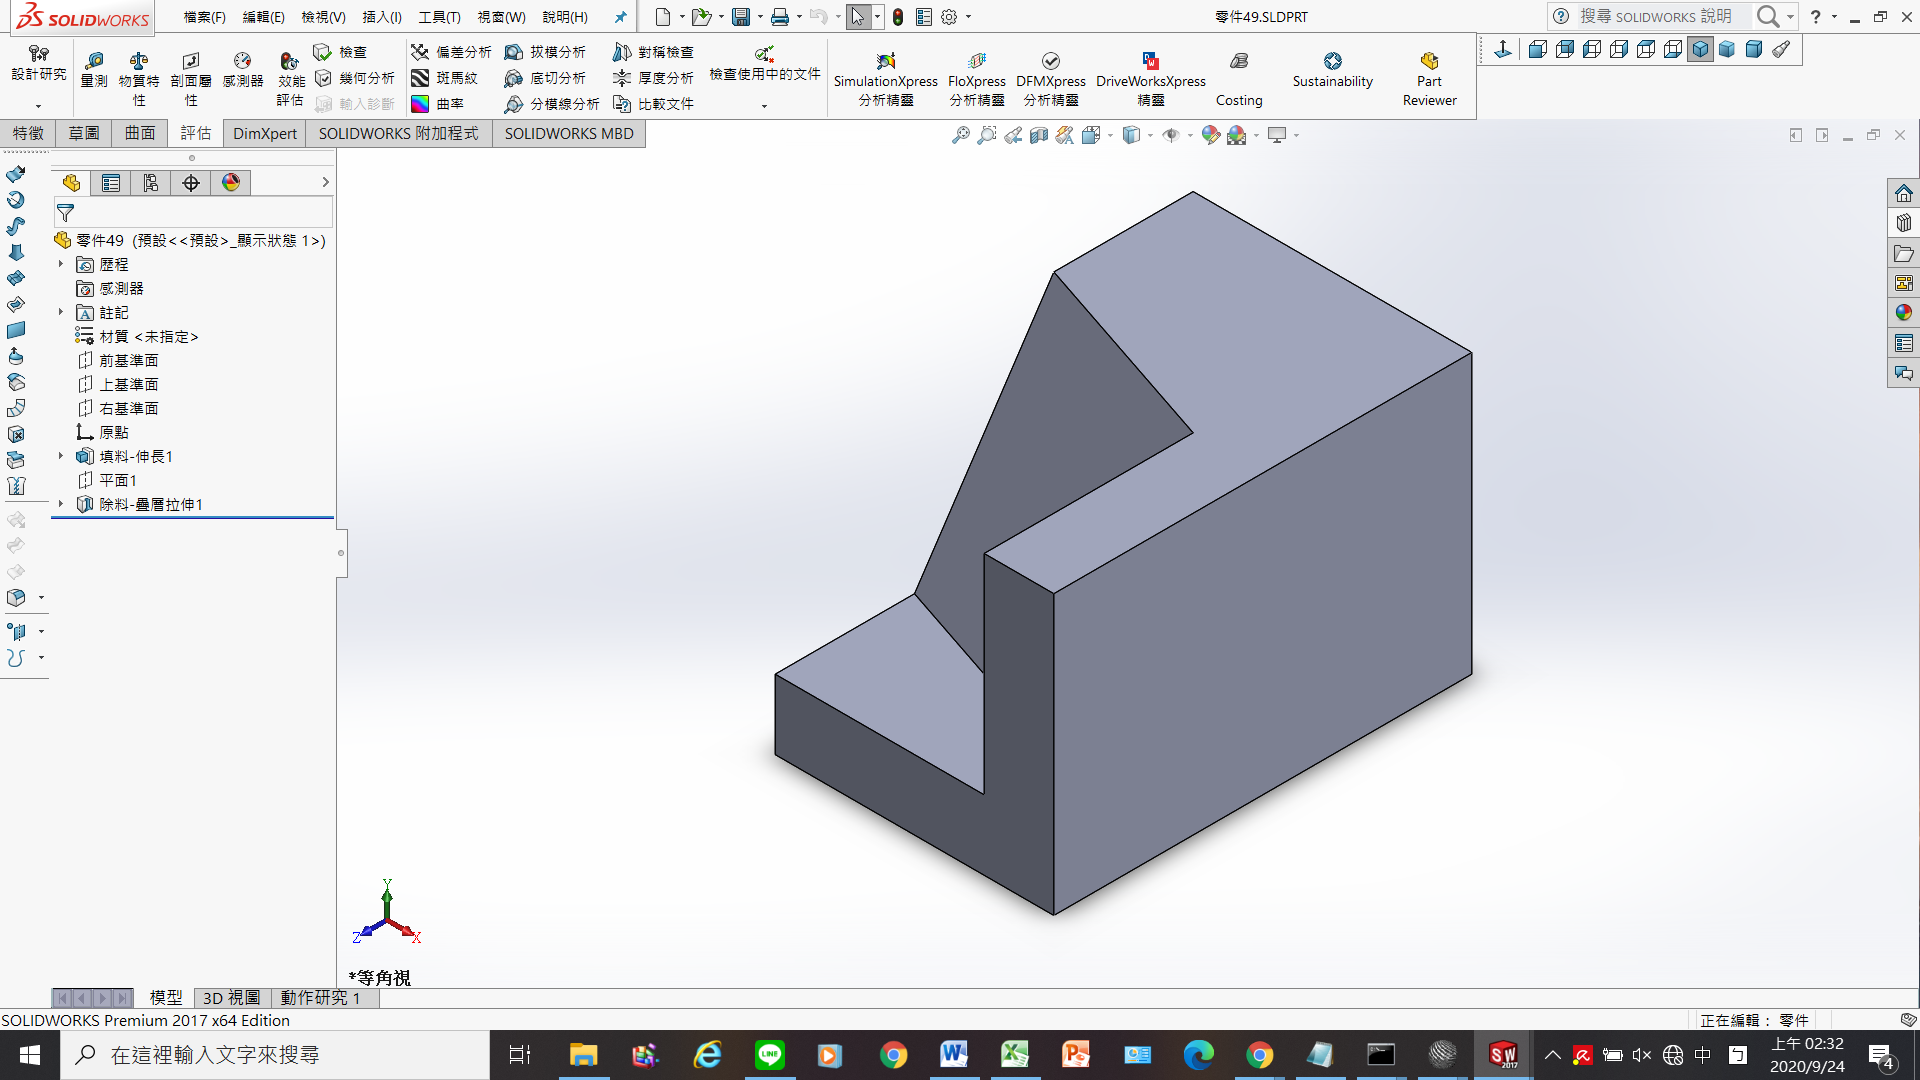 SOLIDWORKS
檔案(F) 編輯(E) 檢視(V) 插入(I) 工具(T) 視窗(W) 說明(H)
零件49.SLDPRT
搜尋 SOLIDWORKS 說明
設計研究
量測
物質特性
剖面屬性
感測器
效能評估
檢查
幾何分析
輸入診斷
偏差分析
斑馬紋
曲率
拔模分析
底切分析
分模線分析
對稱檢查
厚度分析
比較文件
檢查使用中的文件
SimulationXpress
分析精靈
FloXpress
分析精靈
DFMXpress
分析精靈
DriveWorksXpress
精靈
Costing
Sustainability
Part
Reviewer
特徵 草圖 曲面 評估 DimXpert SOLIDWORKS 附加程式 SOLIDWORKS MBD
零件49 (預設<<預設>_顯示狀態 1>)
歷程
感測器
註記
材質 <未指定>
前基準面
上基準面
右基準面
原點
填料-伸長1
平面1
除料-疊層拉伸1
Y
Z
X
*等角視
模型 3D 視圖 動作研究 1
SOLIDWORKS Premium 2017 x64 Edition
正在編輯： 零件
在這裡輸入文字來搜尋
LINE
SW
2017
中
上午 02:32
2020/9/24
4